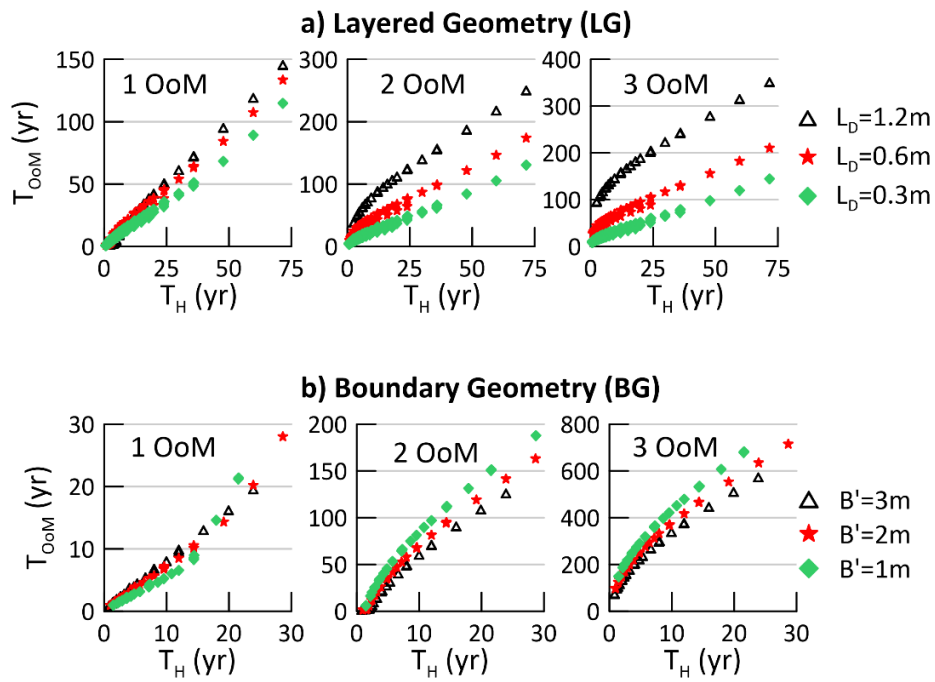 a) Layered Geometry (LG)
1 OoM
2 OoM
3 OoM
T_OoM (yr)
150
100
50
0
0 25 50 75
T_H (yr)
300
200
100
0
0 25 50 75
T_H (yr)
400
300
200
100
0
0 25 50 75
T_H (yr)
L_D=1.2m
L_D=0.6m
L_D=0.3m
b) Boundary Geometry (BG)
1 OoM
2 OoM
3 OoM
T_OoM (yr)
30
20
10
0
0 10 20 30
T_H (yr)
200
150
100
50
0
0 10 20 30
T_H (yr)
800
600
400
200
0
0 10 20 30
T_H (yr)
B'=3m
B'=2m
B'=1m